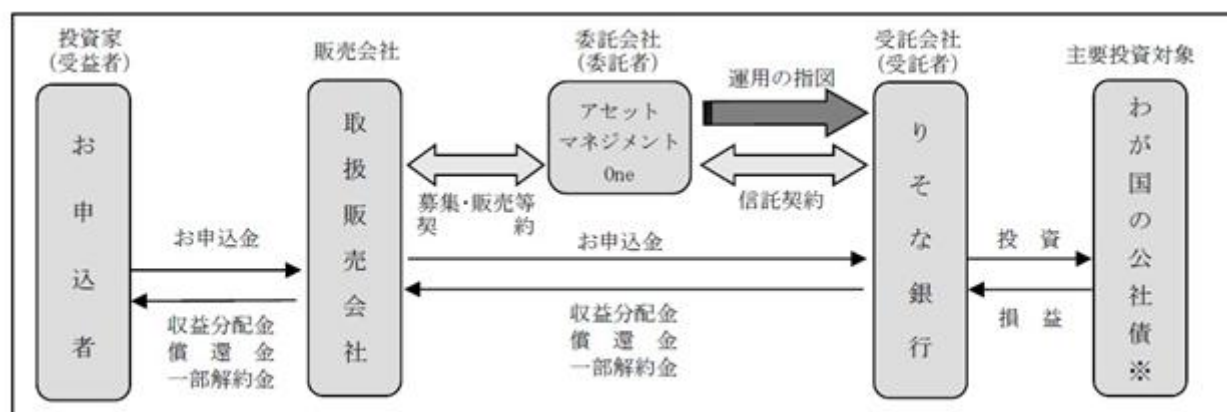 投資家
(受益者)
販売会社
委託会社
(委託者)
受託会社
(受託者)
主要投資対象
お申込者
取扱販売会社
アセット
マネジメント
One
運用の指図
りそな銀行
わが国の公社債※
募集・販売等
契 約
信託契約
お申込金
お申込金
投 資
収益分配金
償 還 金
一部解約金
収益分配金
償 還 金
一部解約金
損 益